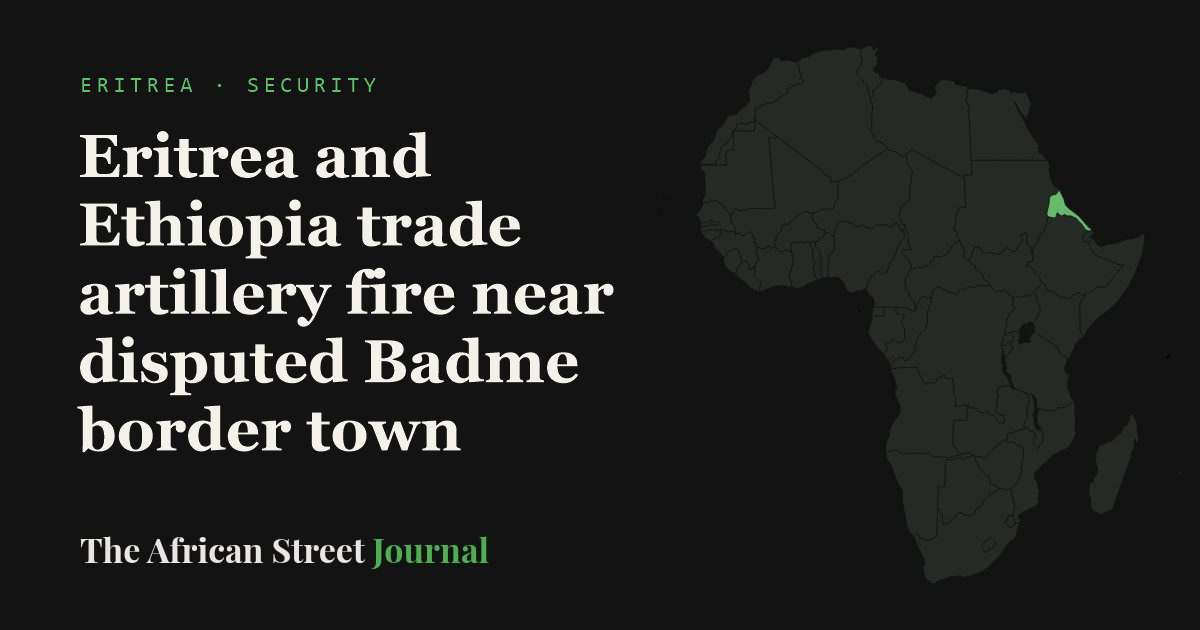 ERITREA · SECURITY
Eritrea and
Ethiopia trade
artillery fire near
disputed Badme
border town
The African Street Journal